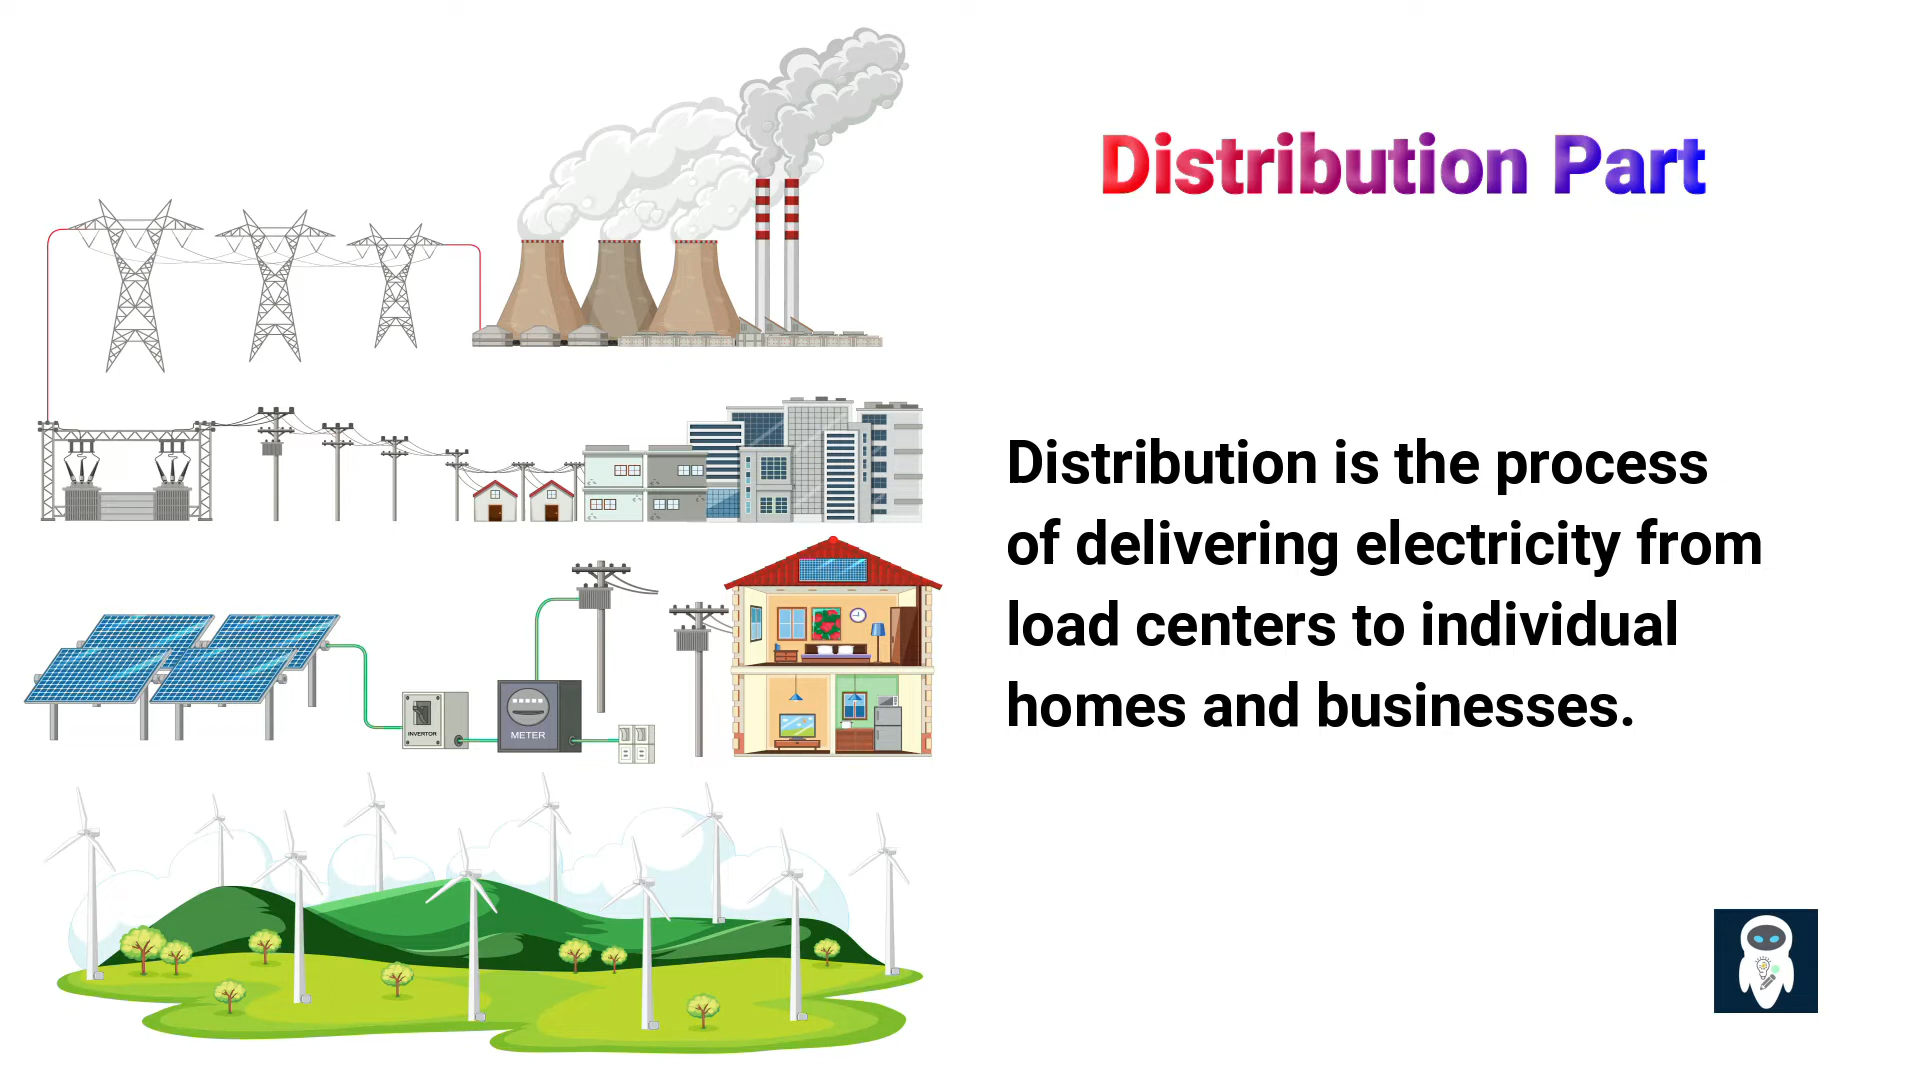 Distribution Part
Distribution is the process
of delivering electricity from
load centers to individual
homes and businesses.
INVERTOR
METER